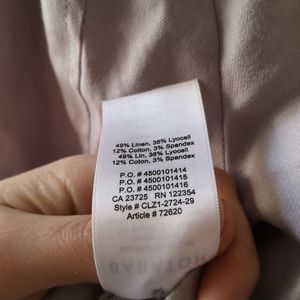 49% Linen, 36% Lyocell
12% Cotton, 3% Spandex
49% Lin, 36% Lyocell
12% Coton, 3% Spandex
P.O. # 4500101414
P.O. # 4500101415
P.O. # 4500101416
CA 23725 RN 122354
Style # CLZ1-2724-29
Article # 72620